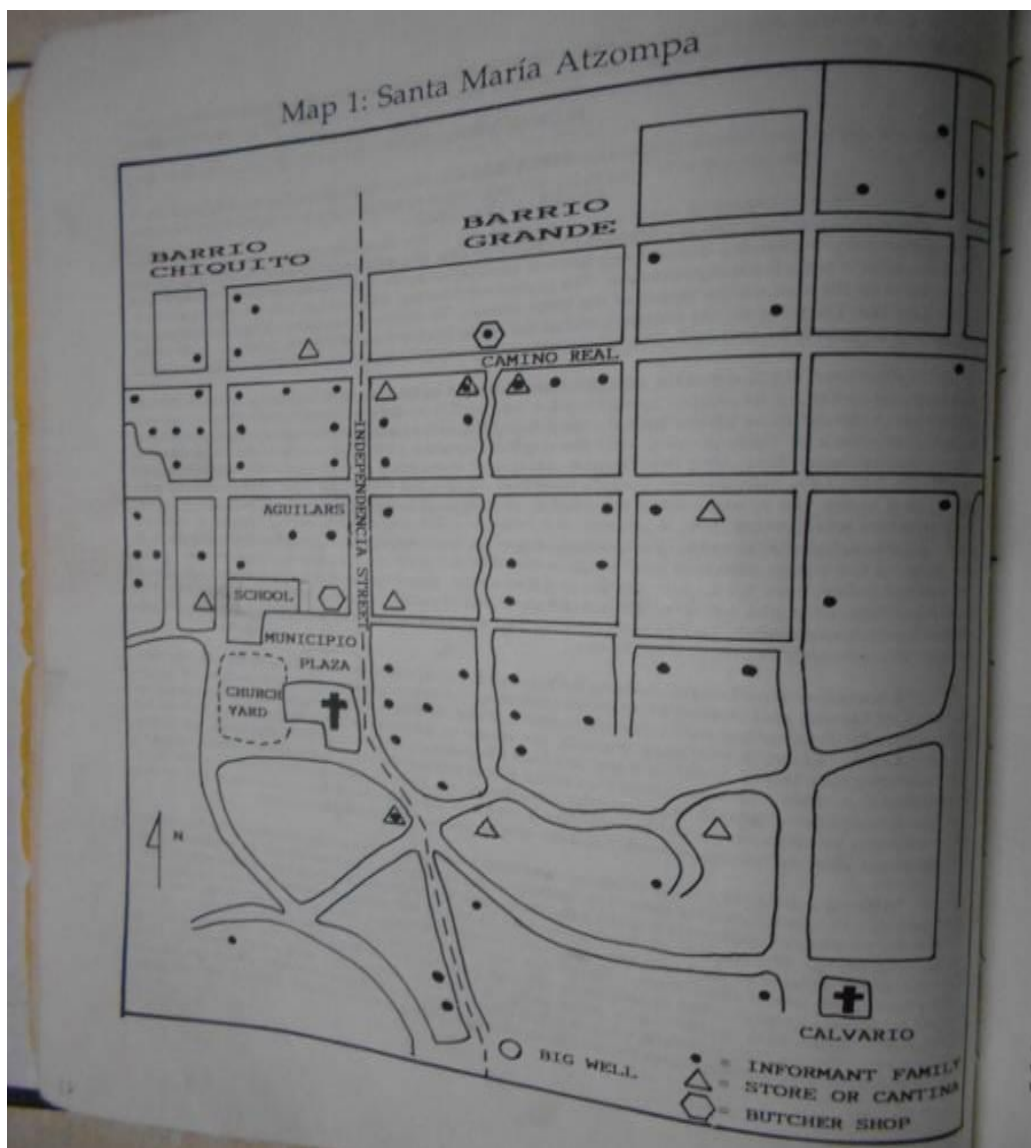 Map 1: Santa María Atzompa
BARRIO
CHIQUITO
BARRIO
GRANDE
CAMINO REAL
INDEPENDENCIA STREET
AGUILARS
SCHOOL
MUNICIPIO
PLAZA
CHURCH
YARD
N
CALVARIO
BIG WELL
= INFORMANT FAMILY
= STORE OR CANTINA
= BUTCHER SHOP